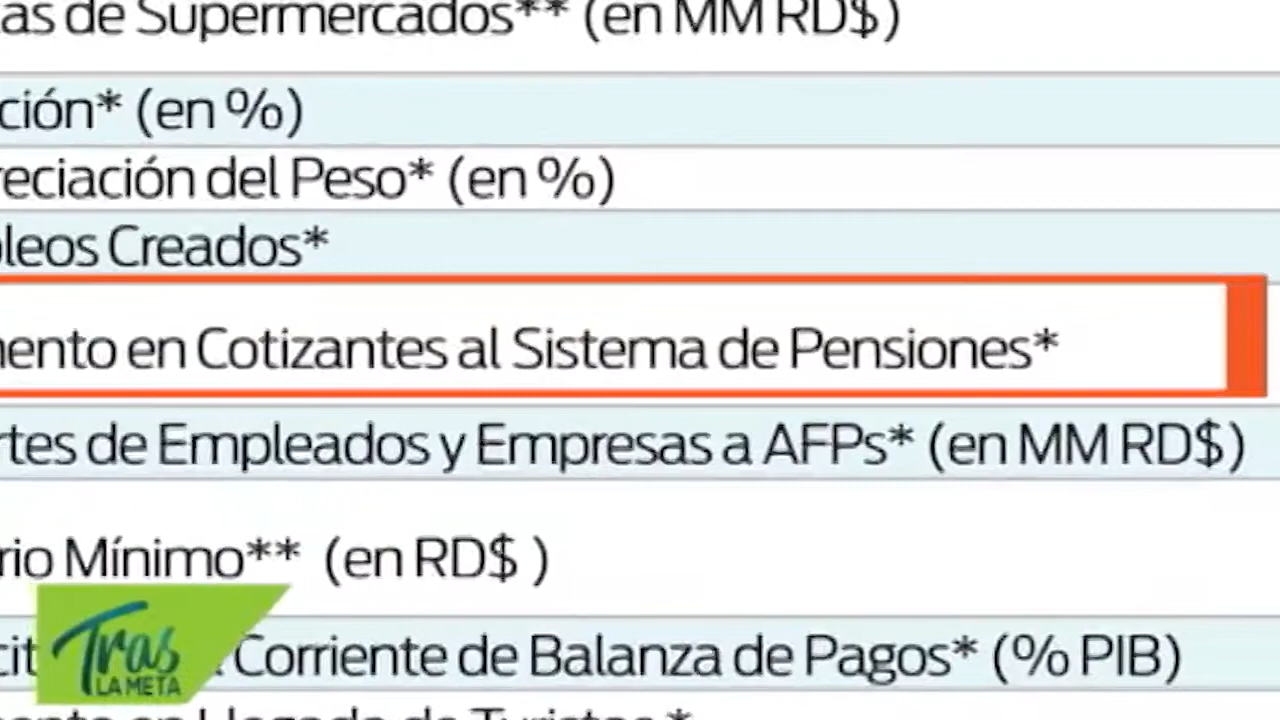 as de Supermercados** (en MM RD$)
ción* (en %)
reciación del Peso* (en %)
leos Creados*
ento en Cotizantes al Sistema de Pensiones*
rtes de Empleados y Empresas a AFPs* (en MM RD$)
rio Mínimo** (en RD$ )
cit Corriente de Balanza de Pagos* (% PIB)
Tras
LA META